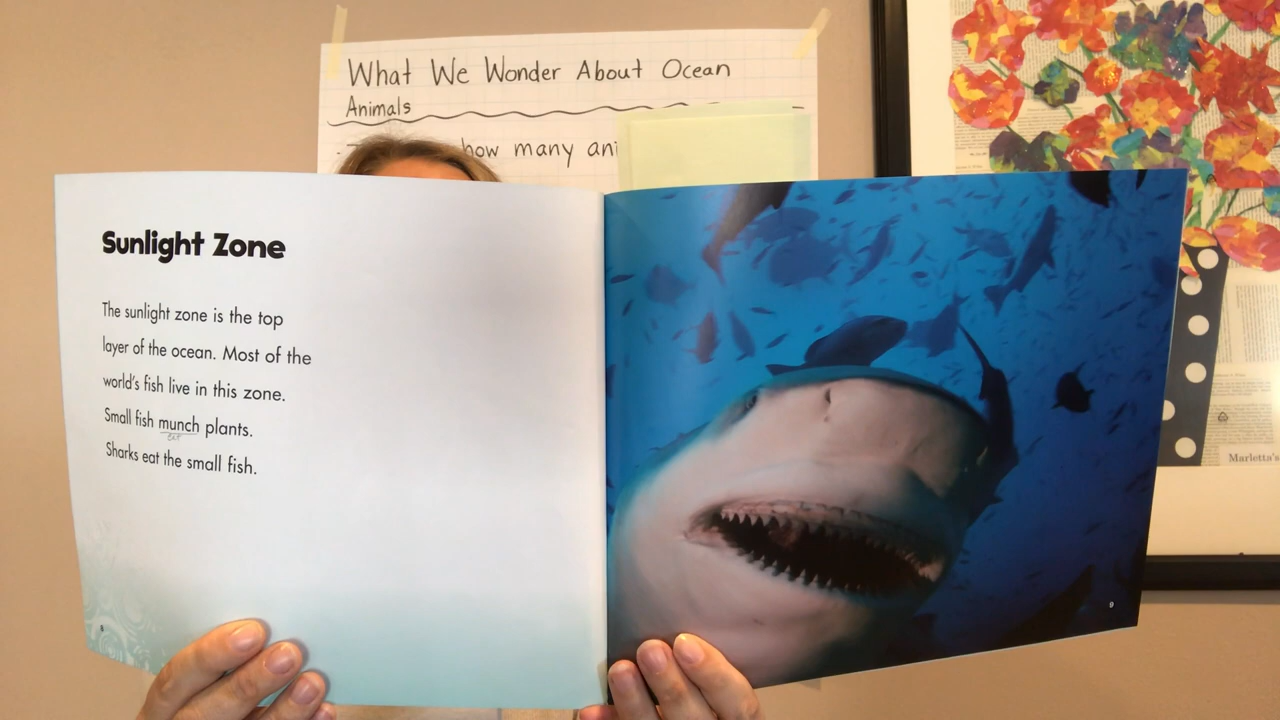 What We Wonder About Ocean
Animals
how many ani
Sunlight Zone
The sunlight zone is the top
layer of the ocean. Most of the
world's fish live in this zone.
Small fish munch plants.
eat
Sharks eat the small fish.
8
9
Marletta's